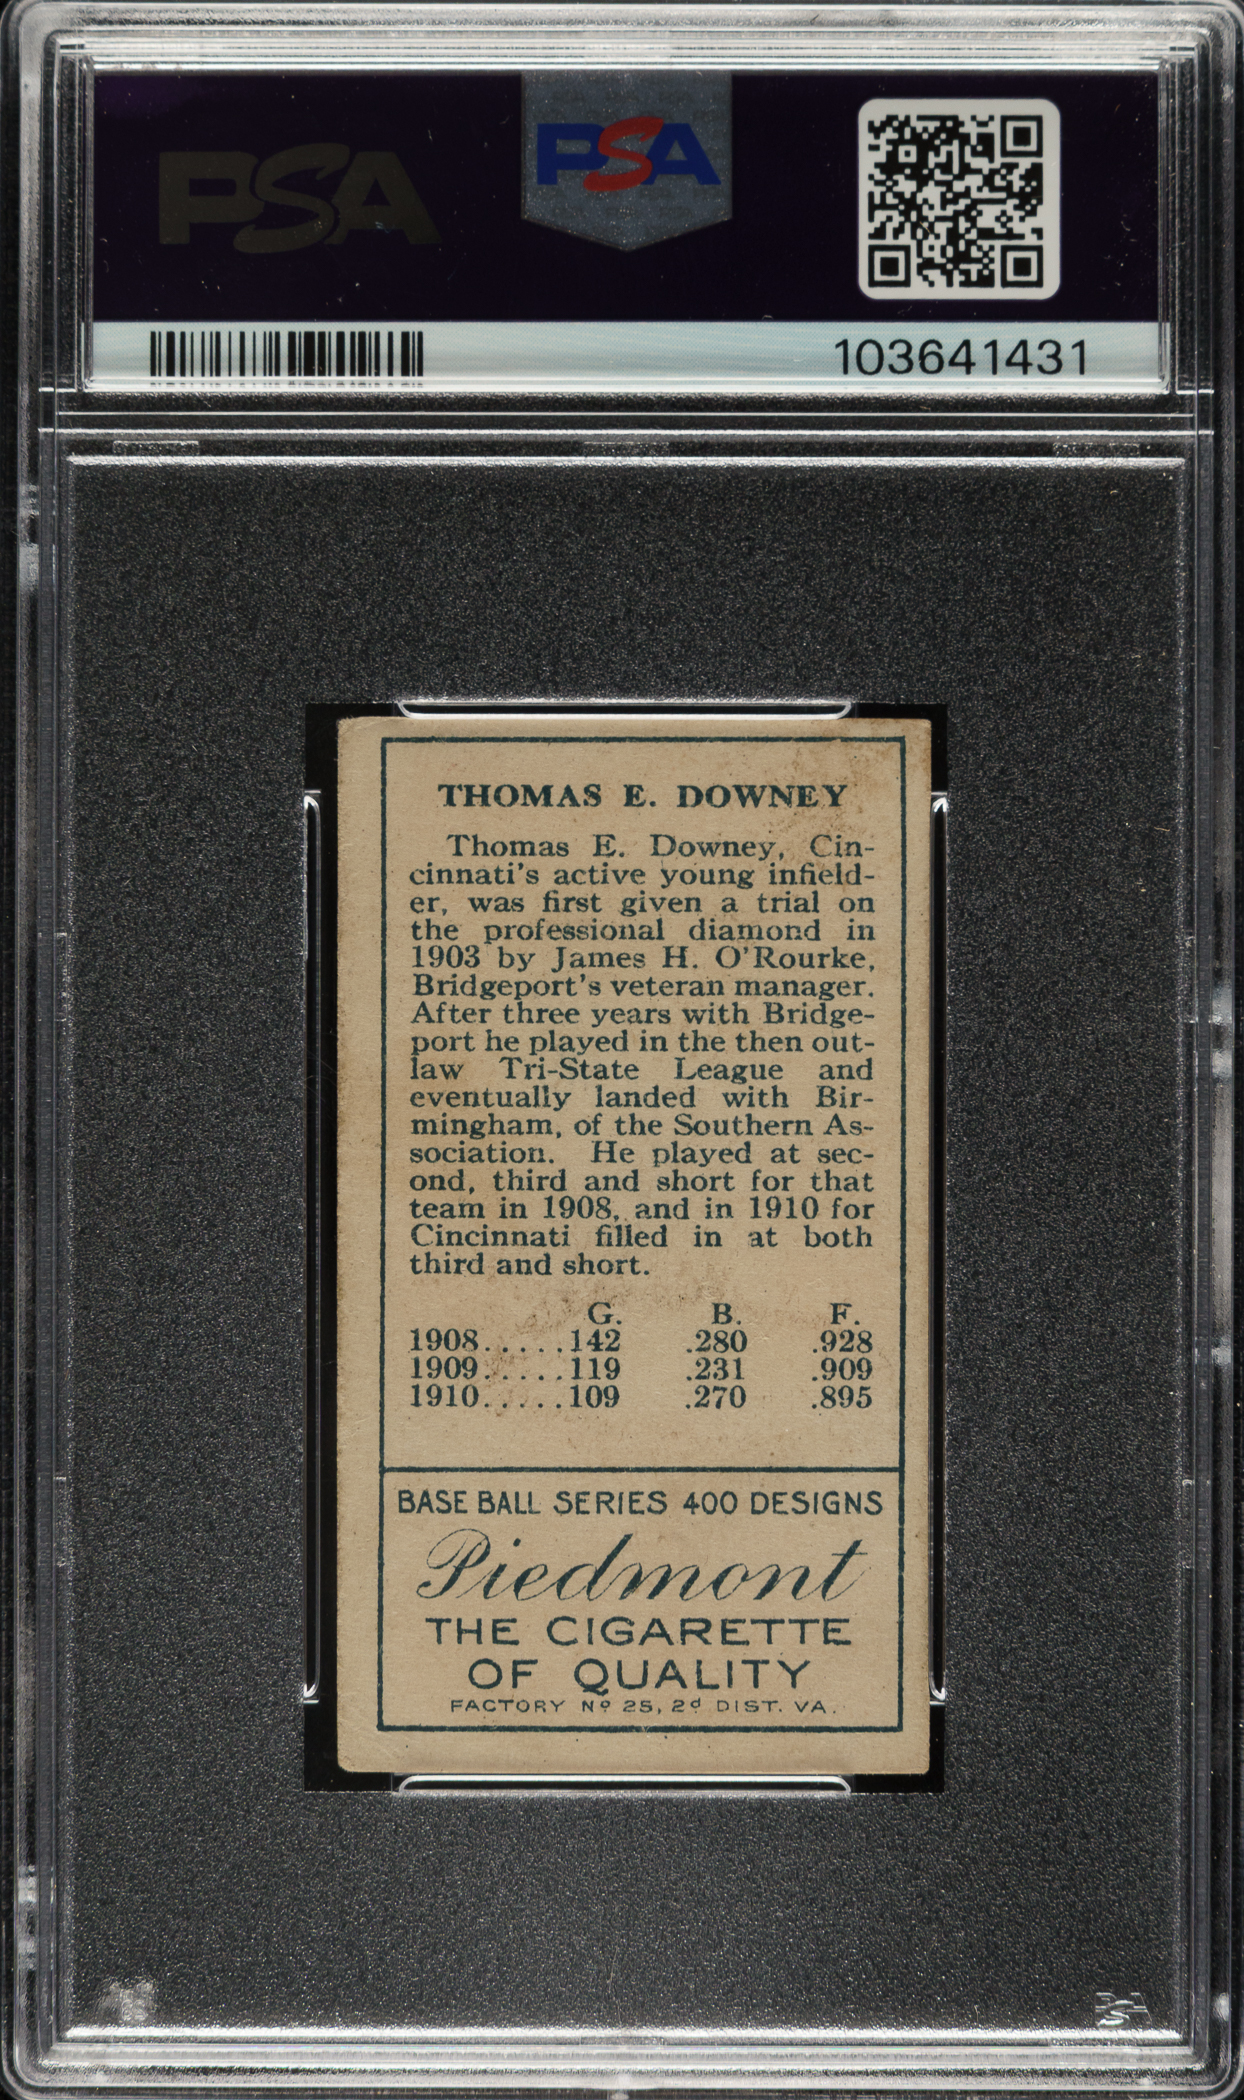 PSA
PSA
103641431
THOMAS E. DOWNEY
Thomas E. Downey, Cin-
cinnati's active young infield-
er, was first given a trial on
the professional diamond in
1903 by James H. O'Rourke,
Bridgeport's veteran manager.
After three years with Bridge-
port he played in the then out-
law Tri-State League and
eventually landed with Bir-
mingham, of the Southern As-
sociation. He played at sec-
ond, third and short for that
team in 1908, and in 1910 for
Cincinnati filled in at both
third and short.
G. B. F.
1908.....142 .280 .928
1909.....119 .231 .909
1910.....109 .270 .895
BASE BALL SERIES 400 DESIGNS
Piedmont
THE CIGARETTE
OF QUALITY
FACTORY Nº 25, 2d DIST. VA.
PSA